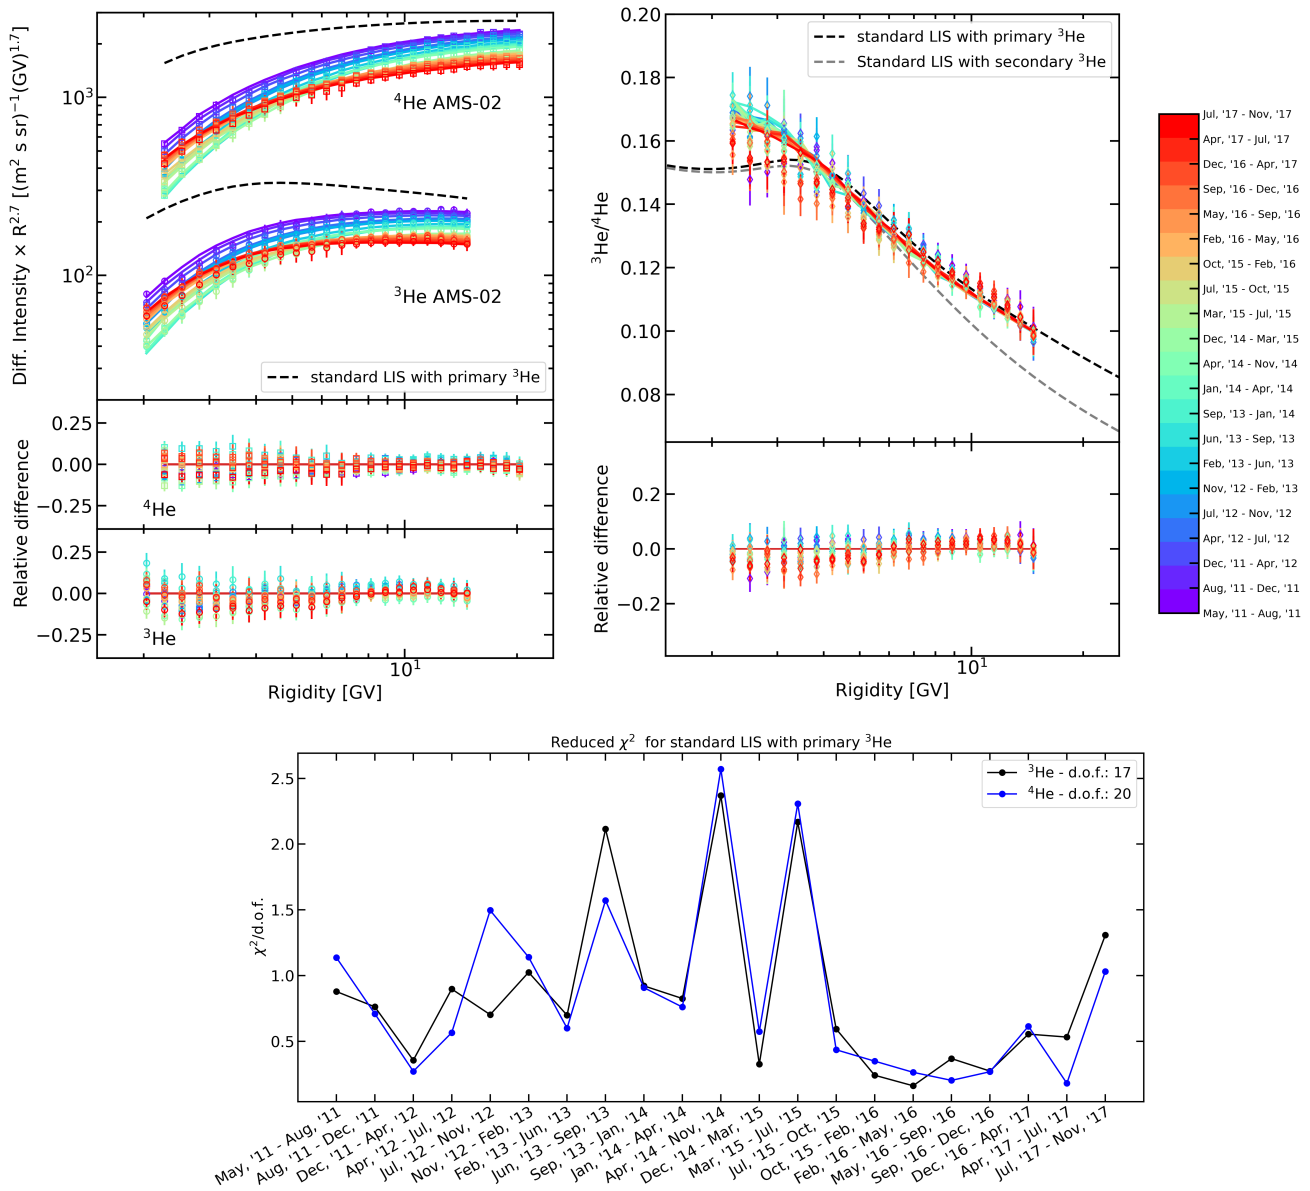 Diff. Intensity × R^2.7 [(m^2 s sr)^−1(GV)^1.7]
10^3
10^2
^4He AMS-02
^3He AMS-02
standard LIS with primary ^3He
Relative difference
0.25
0.00
−0.25
^4He
0.25
0.00
−0.25
^3He
10^1
Rigidity [GV]
^3He/^4He
0.20
0.18
0.16
0.14
0.12
0.10
0.08
standard LIS with primary ^3He
Standard LIS with secondary ^3He
Relative difference
0.2
0.0
−0.2
10^1
Rigidity [GV]
Jul, '17 - Nov, '17
Apr, '17 - Jul, '17
Dec, '16 - Apr, '17
Sep, '16 - Dec, '16
May, '16 - Sep, '16
Feb, '16 - May, '16
Oct, '15 - Feb, '16
Jul, '15 - Oct, '15
Mar, '15 - Jul, '15
Dec, '14 - Mar, '15
Apr, '14 - Nov, '14
Jan, '14 - Apr, '14
Sep, '13 - Jan, '14
Jun, '13 - Sep, '13
Feb, '13 - Jun, '13
Nov, '12 - Feb, '13
Jul, '12 - Nov, '12
Apr, '12 - Jul, '12
Dec, '11 - Apr, '12
Aug, '11 - Dec, '11
May, '11 - Aug, '11
Reduced χ^2 for standard LIS with primary ^3He
χ^2/d.o.f.
2.5
2.0
1.5
1.0
0.5
^3He - d.o.f.: 17
^4He - d.o.f.: 20
May, '11 - Aug, '11
Aug, '11 - Dec, '11
Dec, '11 - Apr, '12
Apr, '12 - Jul, '12
Jul, '12 - Nov, '12
Nov, '12 - Feb, '13
Feb, '13 - Jun, '13
Jun, '13 - Sep, '13
Sep, '13 - Jan, '14
Jan, '14 - Apr, '14
Apr, '14 - Nov, '14
Dec, '14 - Mar, '15
Mar, '15 - Jul, '15
Jul, '15 - Oct, '15
Oct, '15 - Feb, '16
Feb, '16 - May, '16
May, '16 - Sep, '16
Sep, '16 - Dec, '16
Dec, '16 - Apr, '17
Apr, '17 - Jul, '17
Jul, '17 - Nov, '17